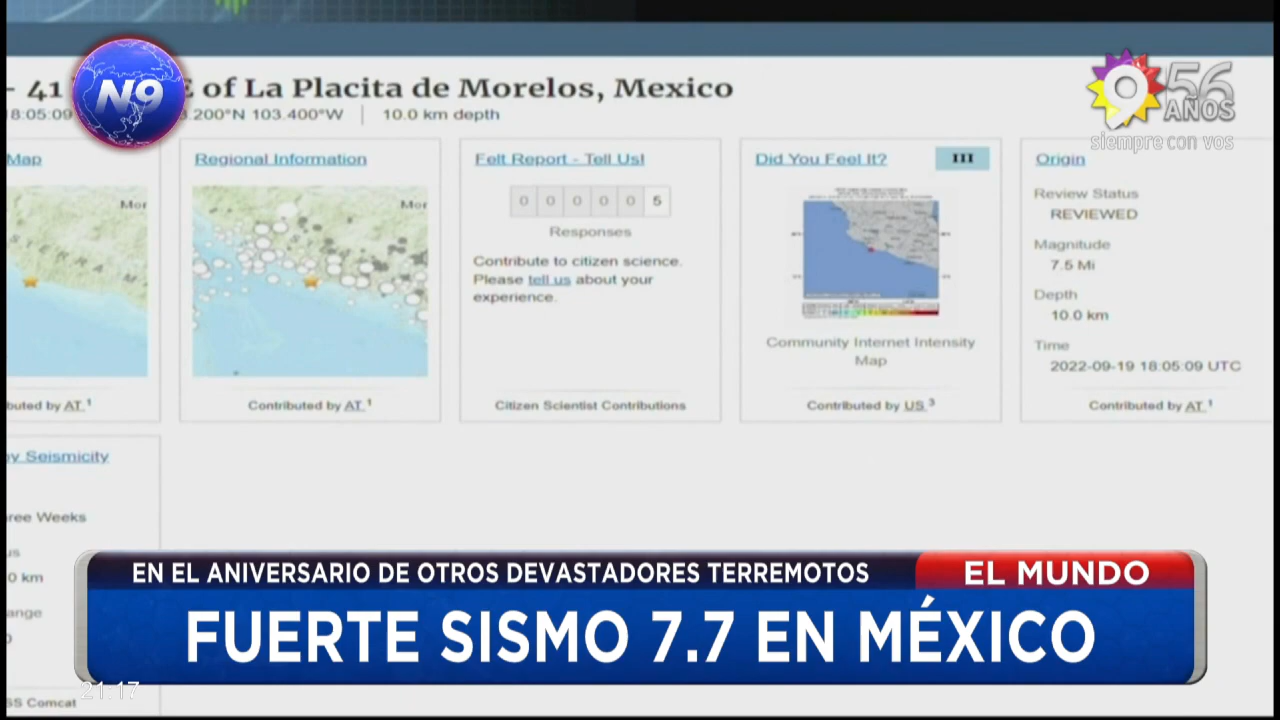 - 41 E of La Placita de Morelos, Mexico
8:05:09 3.200°N 103.400°W 10.0 km depth
N9
9 56
AÑOS
siempre con vos
Map
Mor
SIERRA M
buted by AT 1
Regional Information
Mor
Contributed by AT 1
Felt Report - Tell Us!
0 0 0 0 0 5
Responses
Contribute to citizen science.
Please tell us about your
experience.
Citizen Scientist Contributions
Did You Feel It? III
Community Internet Intensity
Map
Contributed by US 3
Origin
Review Status
REVIEWED
Magnitude
7.5 Mi
Depth
10.0 km
Time
2022-09-19 18:05:09 UTC
Contributed by AT 1
y Seismicity
ree Weeks
us
0 km
ange
SS Comcat
EN EL ANIVERSARIO DE OTROS DEVASTADORES TERREMOTOS
EL MUNDO
FUERTE SISMO 7.7 EN MÉXICO
21:17